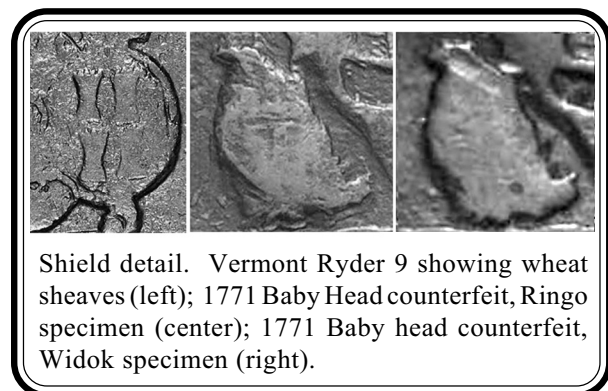 Shield detail. Vermont Ryder 9 showing wheat
sheaves (left); 1771 Baby Head counterfeit, Ringo
specimen (center); 1771 Baby head counterfeit,
Widok specimen (right).